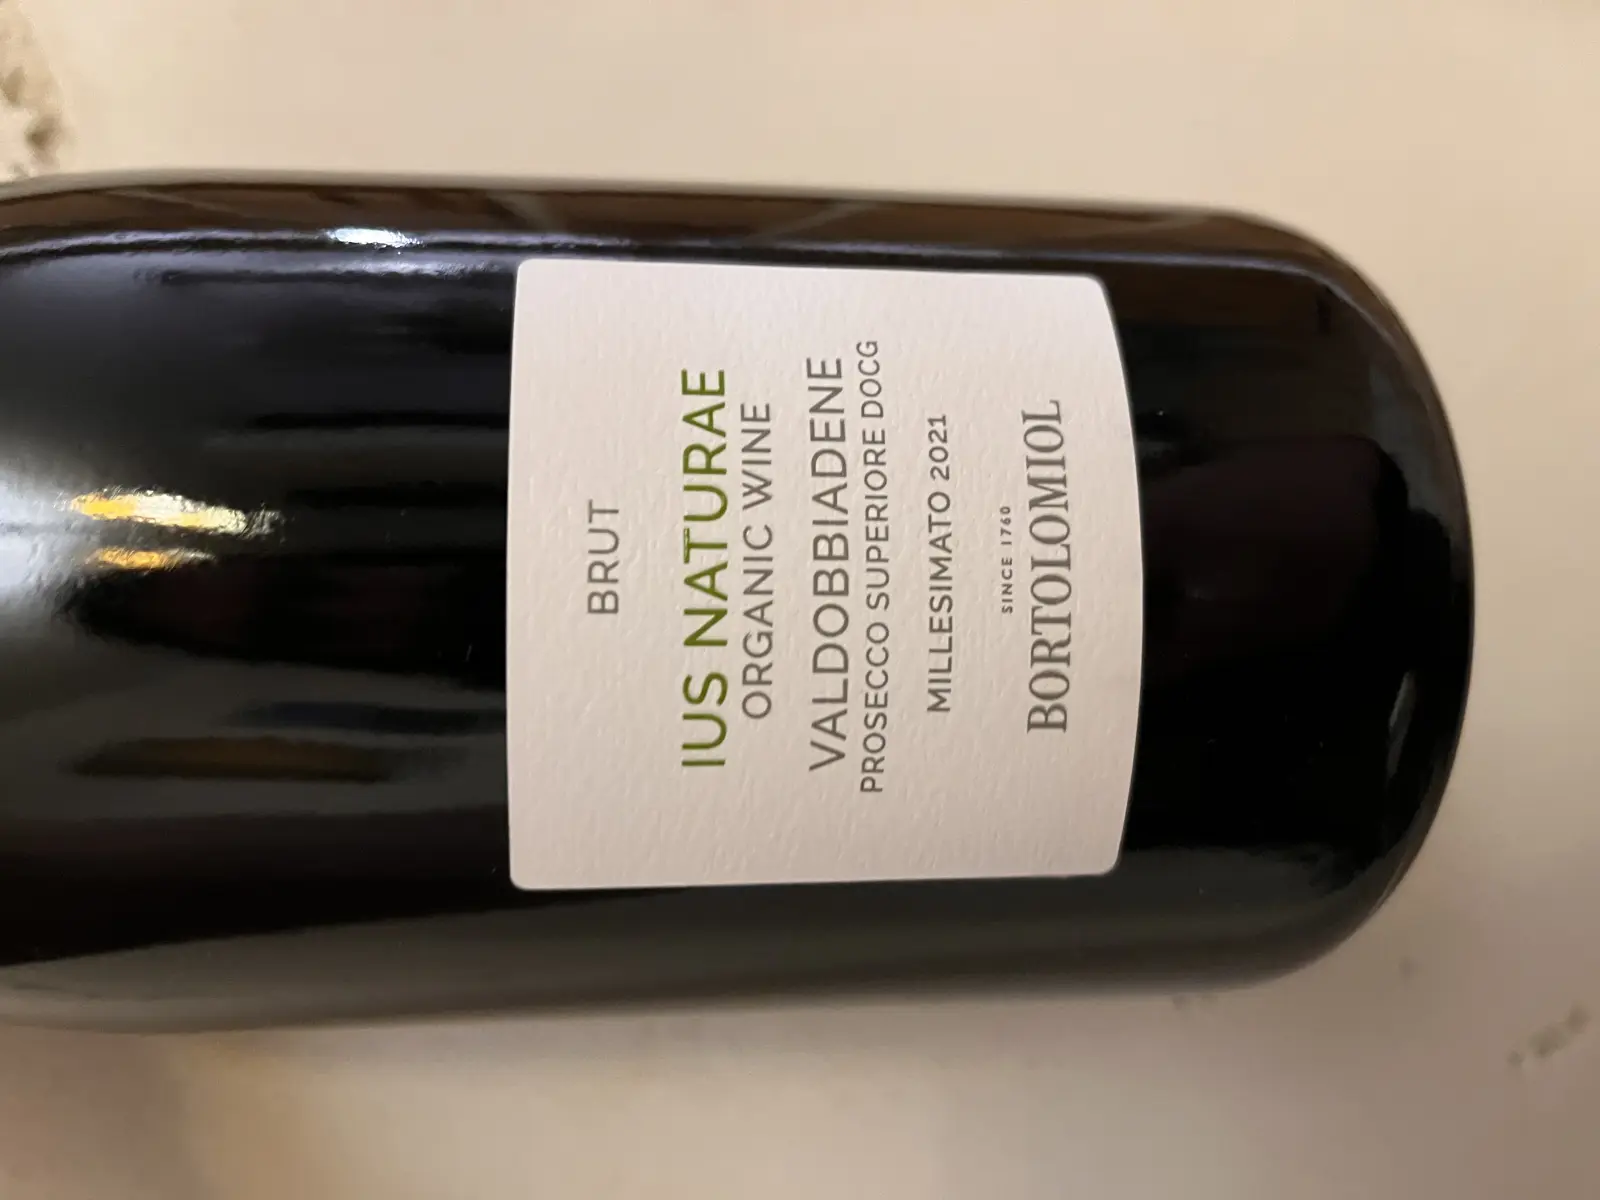 BRUT
IUS NATURAE
ORGANIC WINE
VALDOBBIADENE
PROSECCO SUPERIORE DOCG
MILLESIMATO 2021
SINCE 1760
BORTOLOMIOL